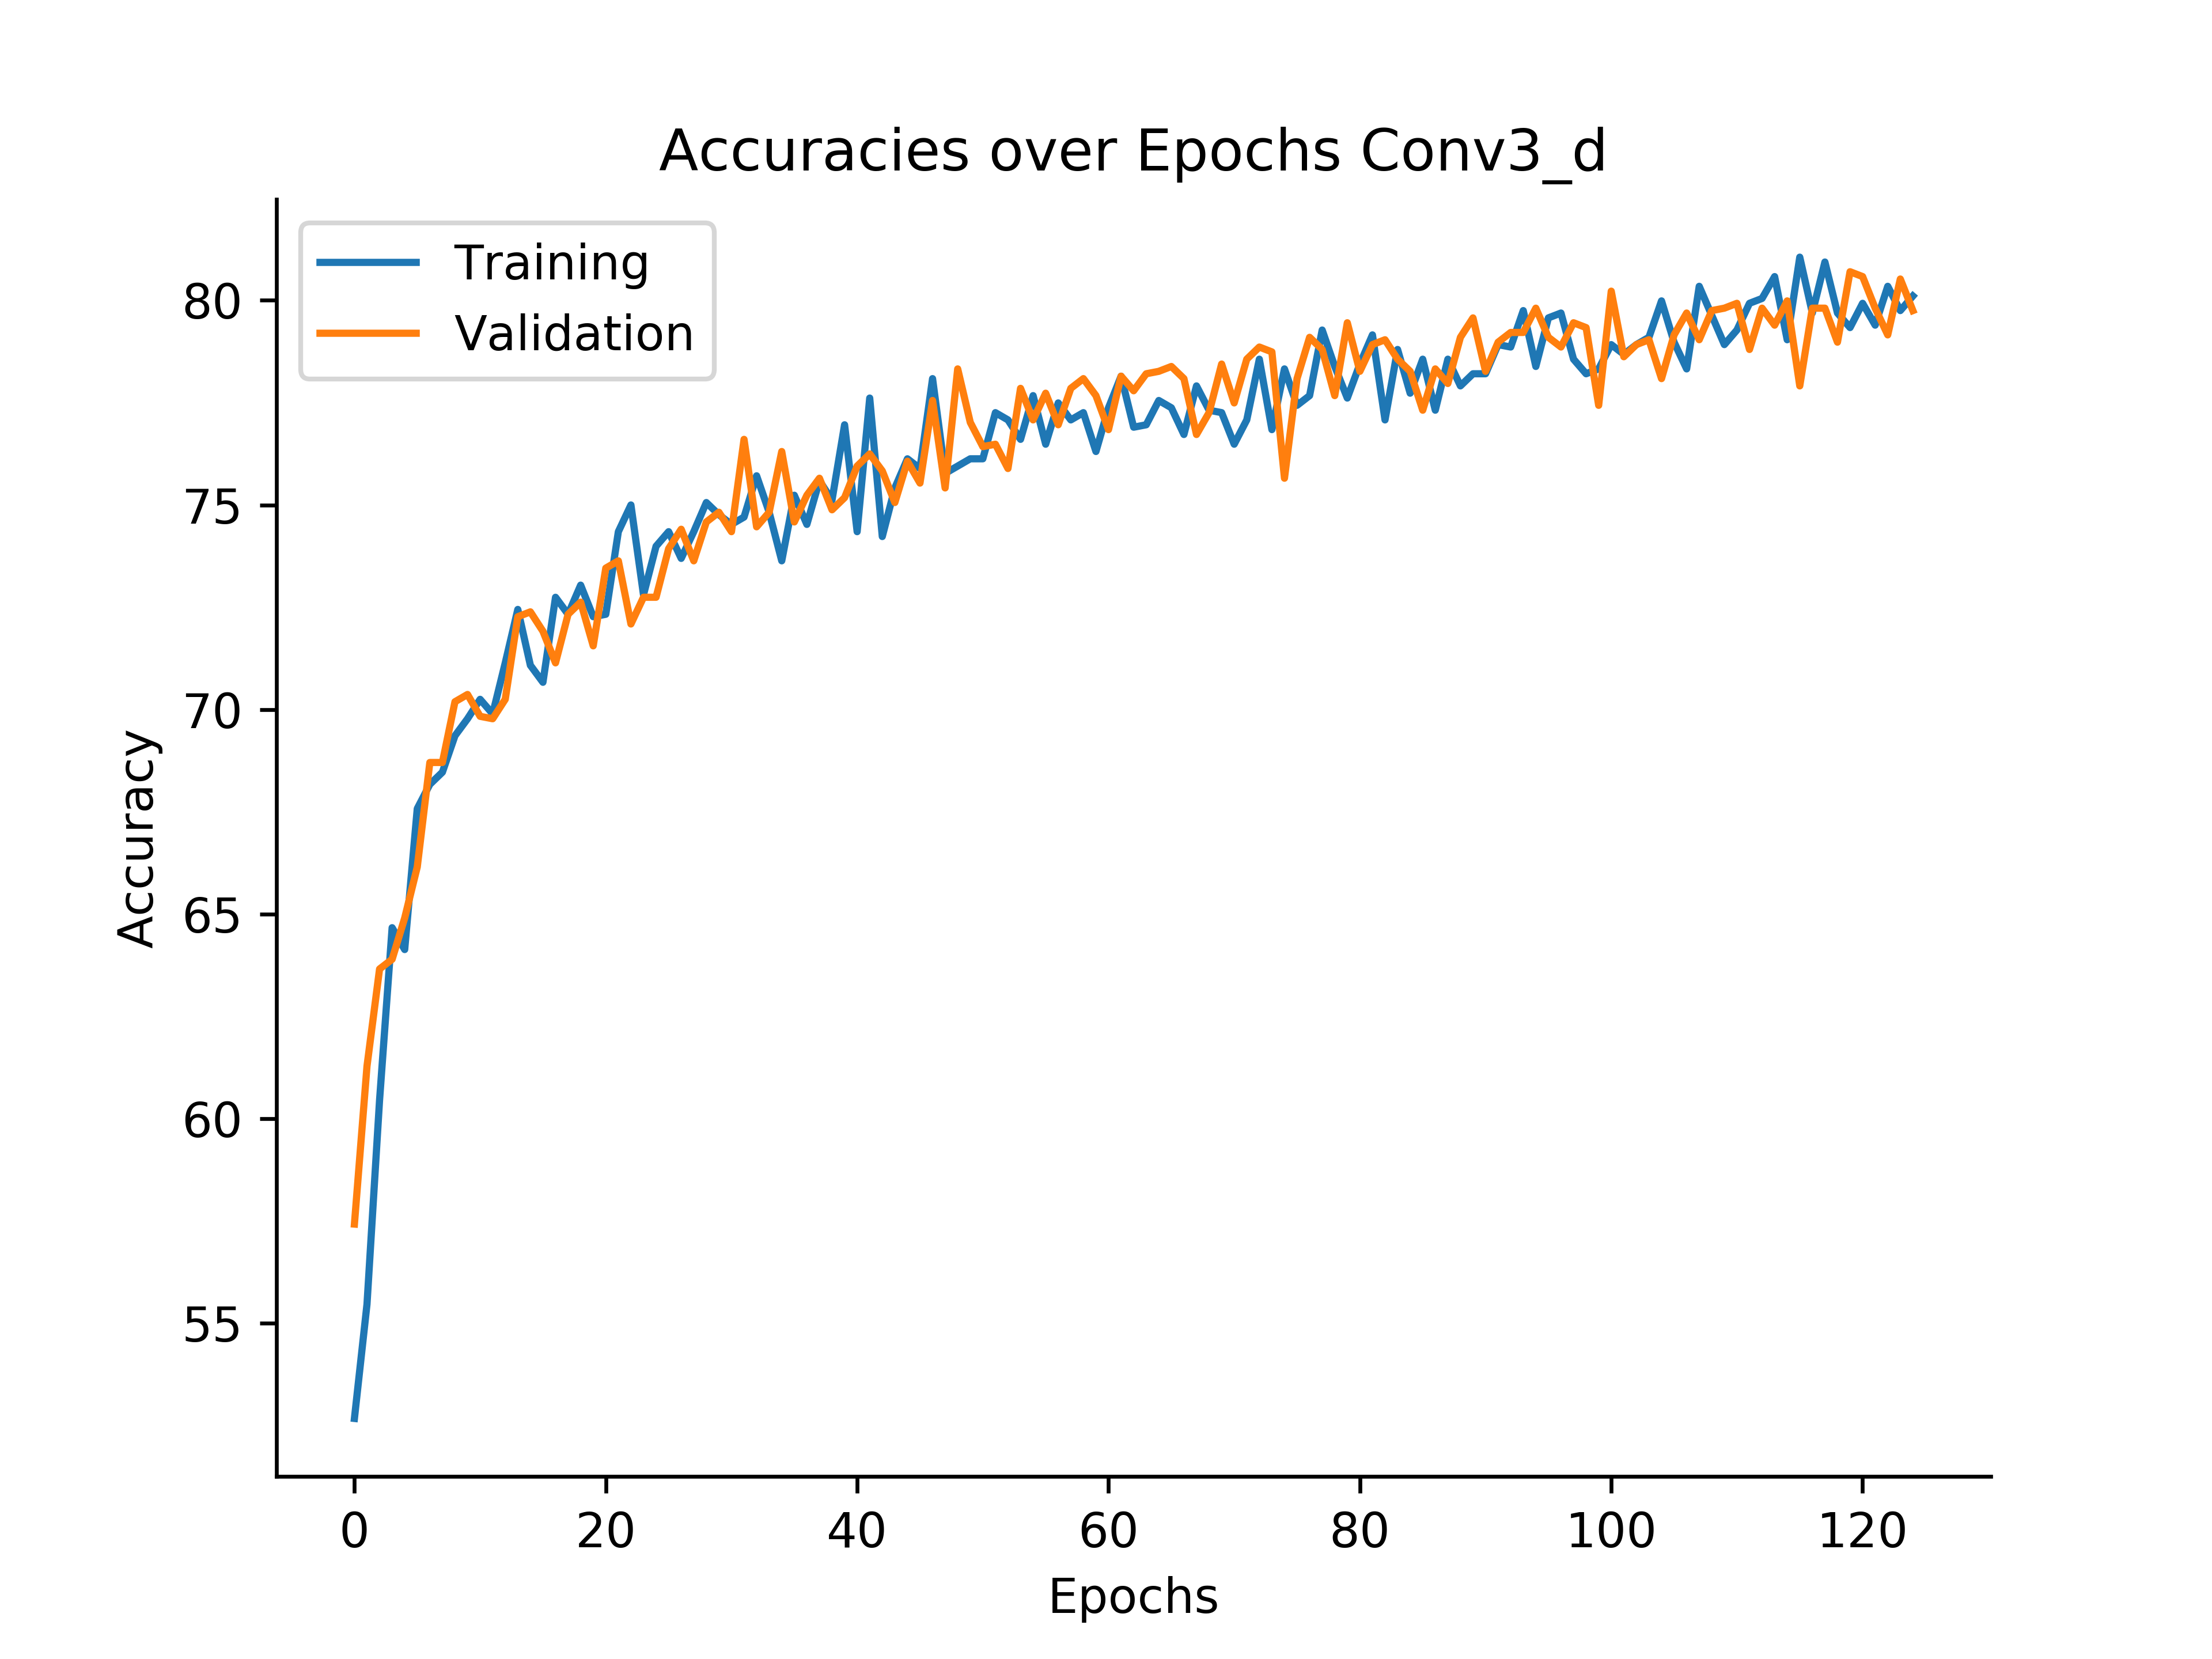 Accuracies over Epochs Conv3_d
Training
Validation
80
75
70
65
60
55
Accuracy
0 20 40 60 80 100 120
Epochs